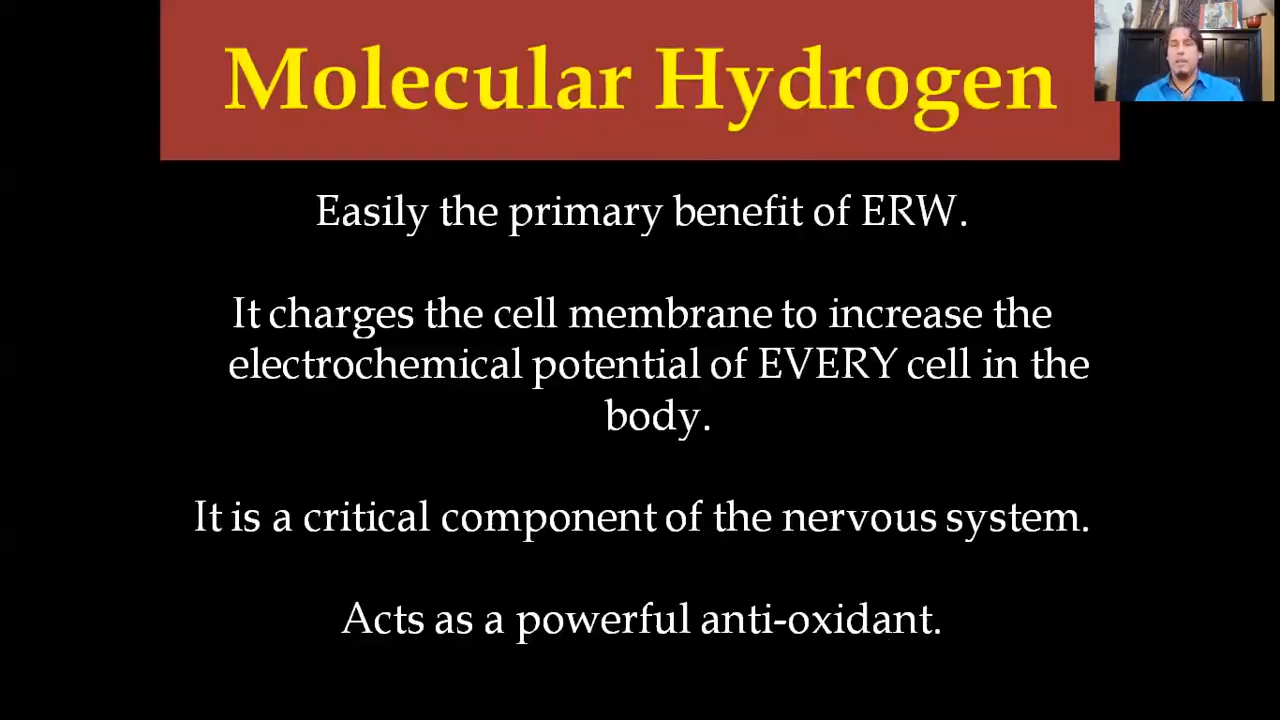 Molecular Hydrogen
Easily the primary benefit of ERW.
It charges the cell membrane to increase the
electrochemical potential of EVERY cell in the
body.
It is a critical component of the nervous system.
Acts as a powerful anti-oxidant.